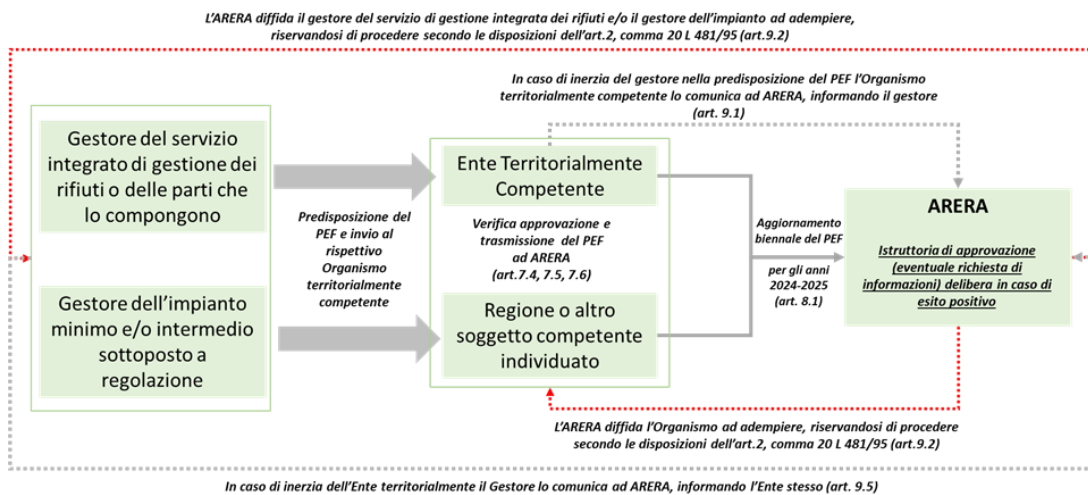 L'ARERA diffida il gestore del servizio di gestione integrata dei rifiuti e/o il gestore dell'impianto ad adempiere,
riservandosi di procedere secondo le disposizioni dell'art.2, comma 20 L 481/95 (art.9.2)
In caso di inerzia del gestore nella predisposizione del PEF l'Organismo
territorialmente competente lo comunica ad ARERA, informando il gestore
(art. 9.1)
Gestore del servizio
integrato di gestione dei
rifiuti o delle parti che
lo compongono
Predisposizione del
PEF e invio al
rispettivo
Organismo
territorialmente
competente
Gestore dell'impianto
minimo e/o intermedio
sottoposto a
regolazione
Ente Territorialmente
Competente
Verifica approvazione e
trasmissione del PEF
ad ARERA
(art.7.4, 7.5, 7.6)
Regione o altro
soggetto competente
individuato
Aggiornamento
biennale del PEF
per gli anni
2024-2025
(art. 8.1)
ARERA
Istruttoria di approvazione
(eventuale richiesta di
informazioni) delibera in caso di
esito positivo
L'ARERA diffida l'Organismo ad adempiere, riservandosi di procedere
secondo le disposizioni dell'art.2, comma 20 L 481/95 (art.9.2)
In caso di inerzia dell'Ente territorialmente il Gestore lo comunica ad ARERA, informando l'Ente stesso (art. 9.5)